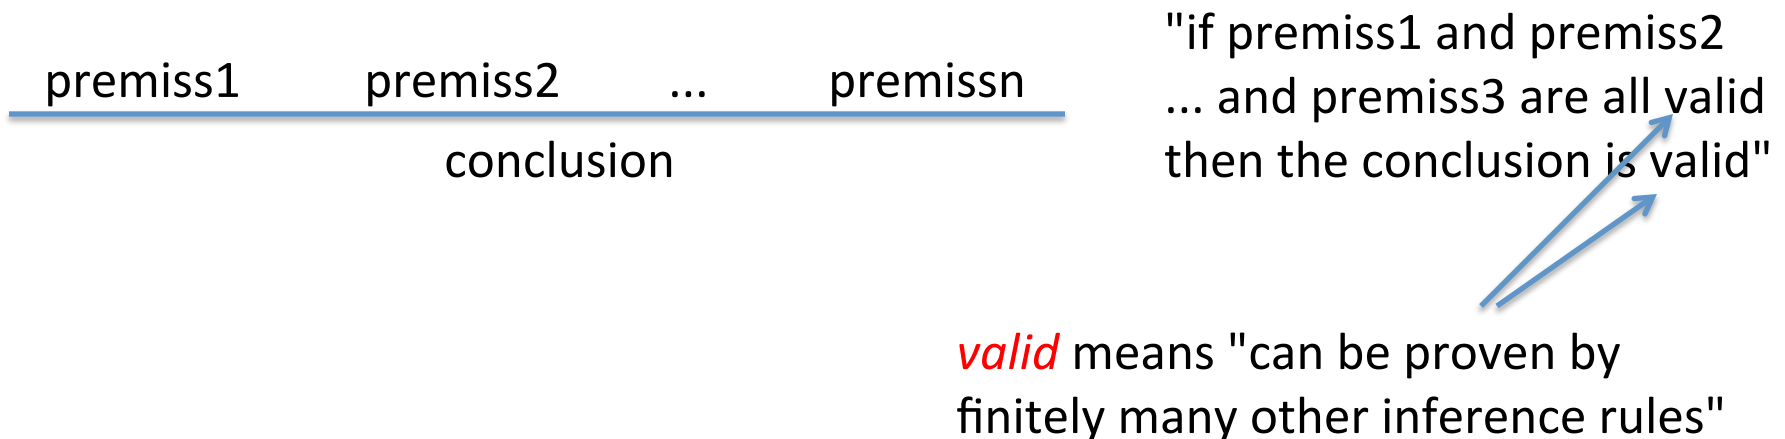 premiss1 premiss2 ... premissn
conclusion
"if premiss1 and premiss2
... and premiss3 are all valid
then the conclusion is valid"
valid means "can be proven by
finitely many other inference rules"